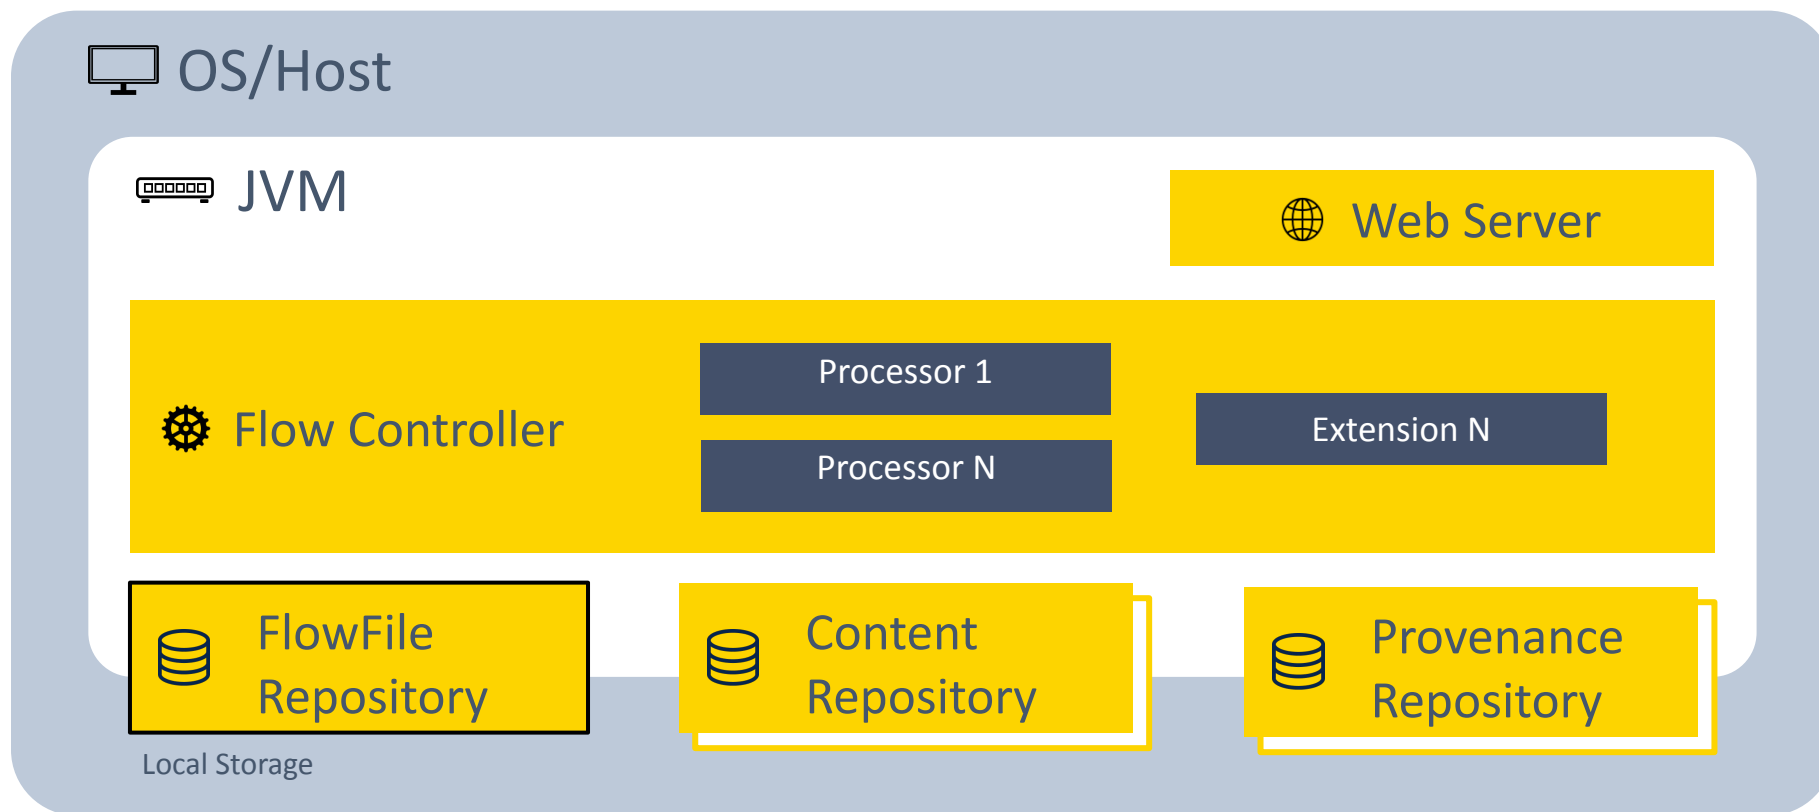 OS/Host
JVM
Web Server
Flow Controller
Processor 1
Processor N
Extension N
FlowFile
Repository
Content
Repository
Provenance
Repository
Local Storage